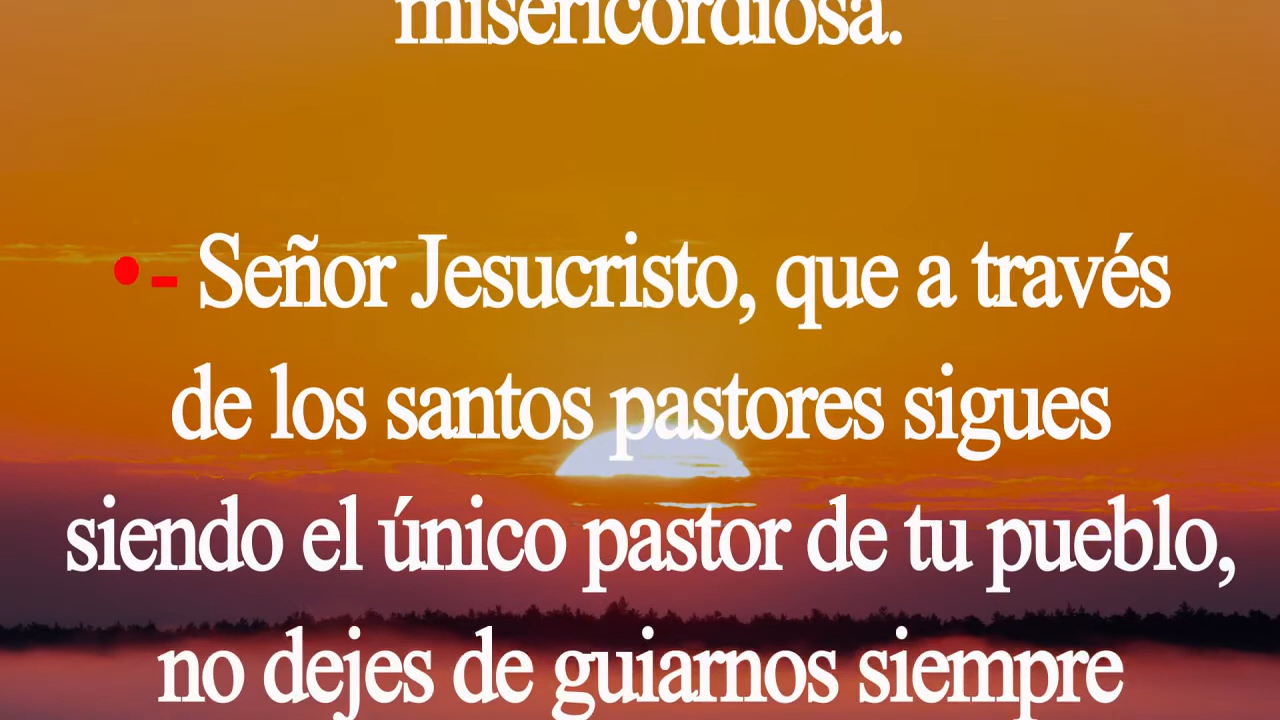 misericordiosa.
•- Señor Jesucristo, que a través
de los santos pastores sigues
siendo el único pastor de tu pueblo,
no dejes de guiarnos siempre